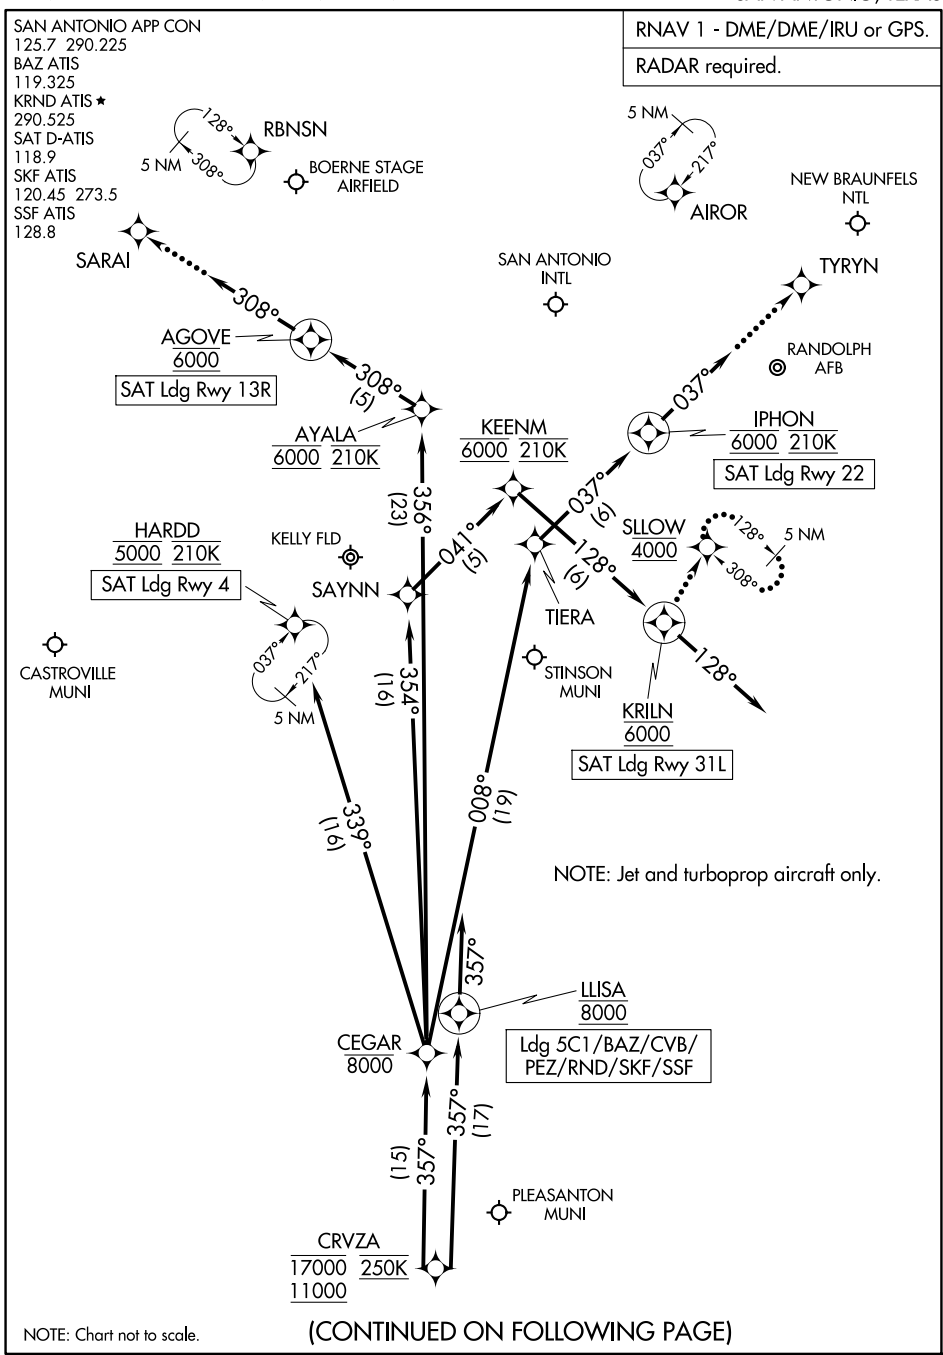 SAN ANTONIO APP CON
125.7 290.225
BAZ ATIS
119.325
KRND ATIS ★
290.525
SAT D-ATIS
118.9
SKF ATIS
120.45 273.5
SSF ATIS
128.8
RNAV 1 - DME/DME/IRU or GPS.
RADAR required.
128°
308°
5 NM
RBNSN
BOERNE STAGE
AIRFIELD
5 NM
037°
217°
AIROR
NEW BRAUNFELS
NTL
SARAI
SAN ANTONIO
INTL
TYRYN
308°
AGOVE
6000
SAT Ldg Rwy 13R
308°
(5)
RANDOLPH
AFB
037°
AYALA
6000 210K
KEENM
6000 210K
IPHON
6000 210K
SAT Ldg Rwy 22
356°
(23)
037°
(6)
HARDD
5000 210K
SAT Ldg Rwy 4
KELLY FLD
041°
(5)
128°
(6)
SLLOW
4000
128°
308°
5 NM
SAYNN
TIERA
CASTROVILLE
MUNI
037°
217°
5 NM
354°
(16)
STINSON
MUNI
128°
KRILN
6000
SAT Ldg Rwy 31L
339°
(16)
008°
(19)
NOTE: Jet and turboprop aircraft only.
357°
LLISA
8000
Ldg 5C1/BAZ/CVB/
PEZ/RND/SKF/SSF
CEGAR
8000
357°
(15)
357°
(17)
PLEASANTON
MUNI
CRVZA
17000 250K
11000
NOTE: Chart not to scale.
(CONTINUED ON FOLLOWING PAGE)